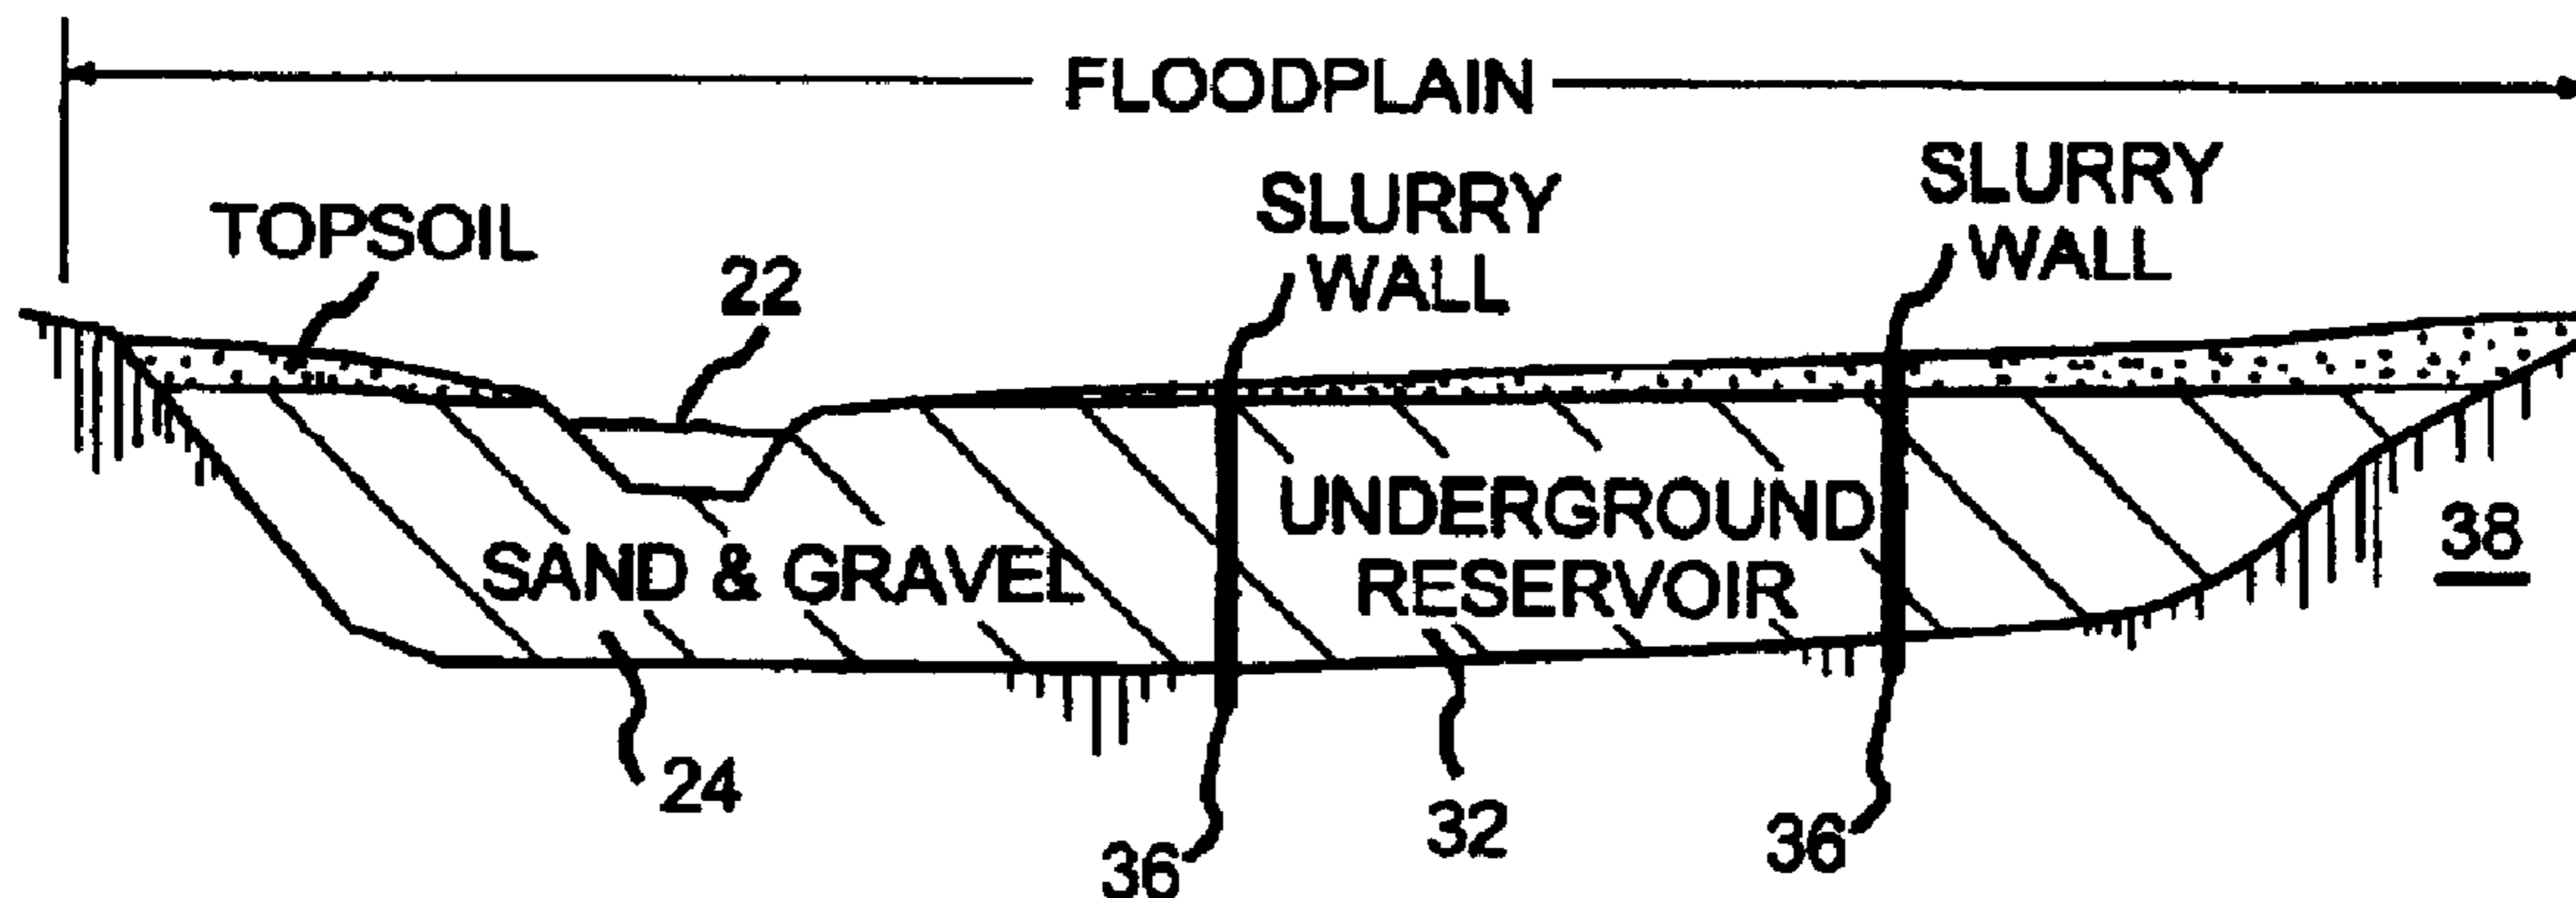 FLOODPLAIN
SLURRY
WALL
SLURRY
WALL
TOPSOIL
22
UNDERGROUND
RESERVOIR
SAND & GRAVEL
38
24
32
36
36